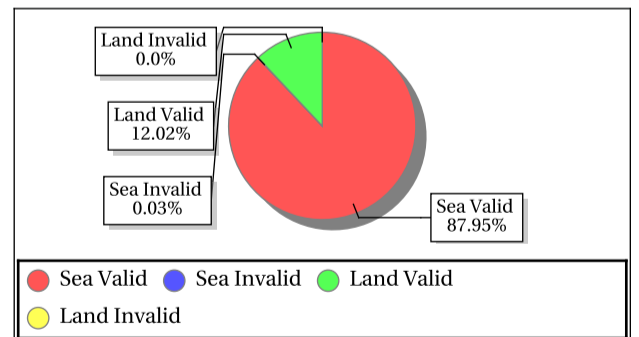 Land Invalid
0.0%
Land Valid
12.02%
Sea Invalid
0.03%
Sea Valid
87.95%
Sea Valid Sea Invalid Land Valid
Land Invalid